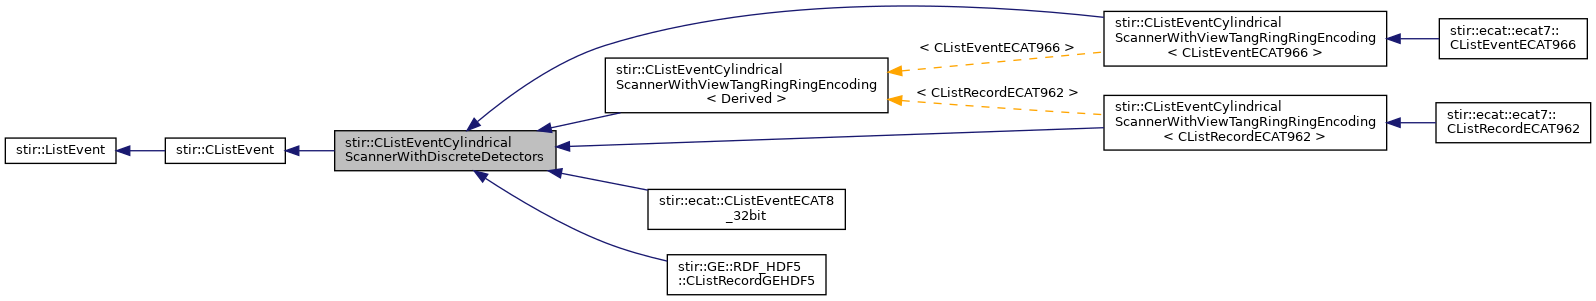 stir::ListEvent
stir::CListEvent
stir::CListEventCylindrical
ScannerWithDiscreteDetectors
stir::CListEventCylindrical
ScannerWithViewTangRingRingEncoding
< Derived >
stir::ecat::CListEventECAT8
_32bit
stir::GE::RDF_HDF5
::CListRecordGEHDF5
< CListEventECAT966 >
< CListRecordECAT962 >
stir::CListEventCylindrical
ScannerWithViewTangRingRingEncoding
< CListEventECAT966 >
stir::CListEventCylindrical
ScannerWithViewTangRingRingEncoding
< CListRecordECAT962 >
stir::ecat::ecat7::
CListEventECAT966
stir::ecat::ecat7::
CListRecordECAT962